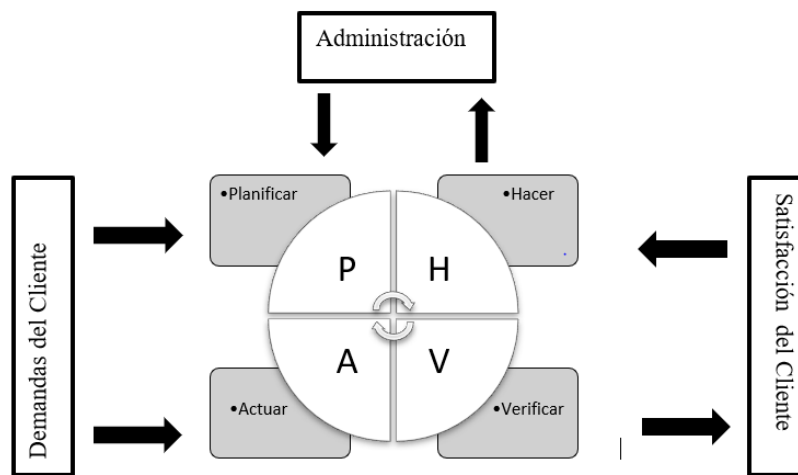 Administración
•Planificar
•Hacer
P
H
Demandas del Cliente
Satisfacción del Cliente
A
V
•Actuar
•Verificar